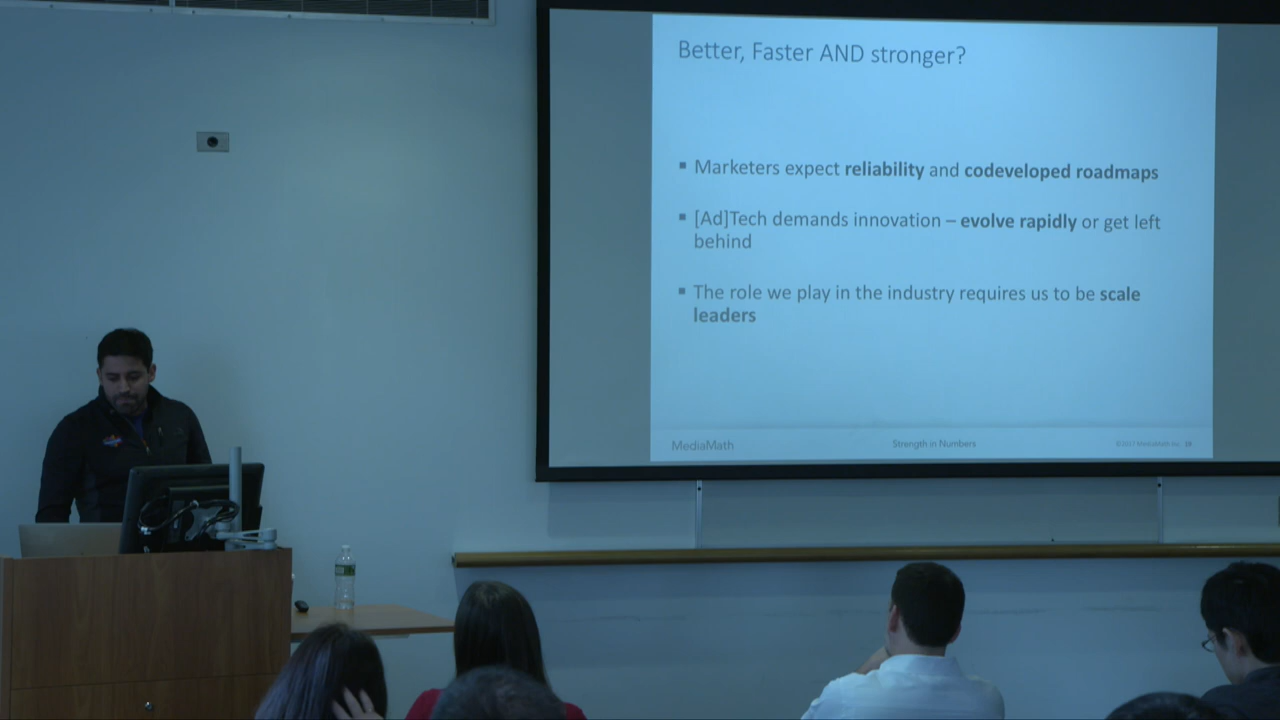 Better, Faster AND stronger?
▪ Marketers expect reliability and codeveloped roadmaps
▪ [Ad]Tech demands innovation – evolve rapidly or get left
behind
▪ The role we play in the industry requires us to be scale
leaders
MediaMath
Strength in Numbers
©2017 MediaMath Inc.